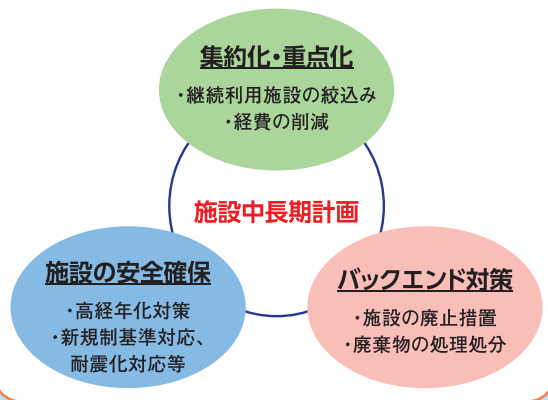 集約化・重点化
・継続利用施設の絞込み
・経費の削減
施設中長期計画
施設の安全確保
・高経年化対策
・新規制基準対応、
耐震化対応等
バックエンド対策
・施設の廃止措置
・廃棄物の処理処分